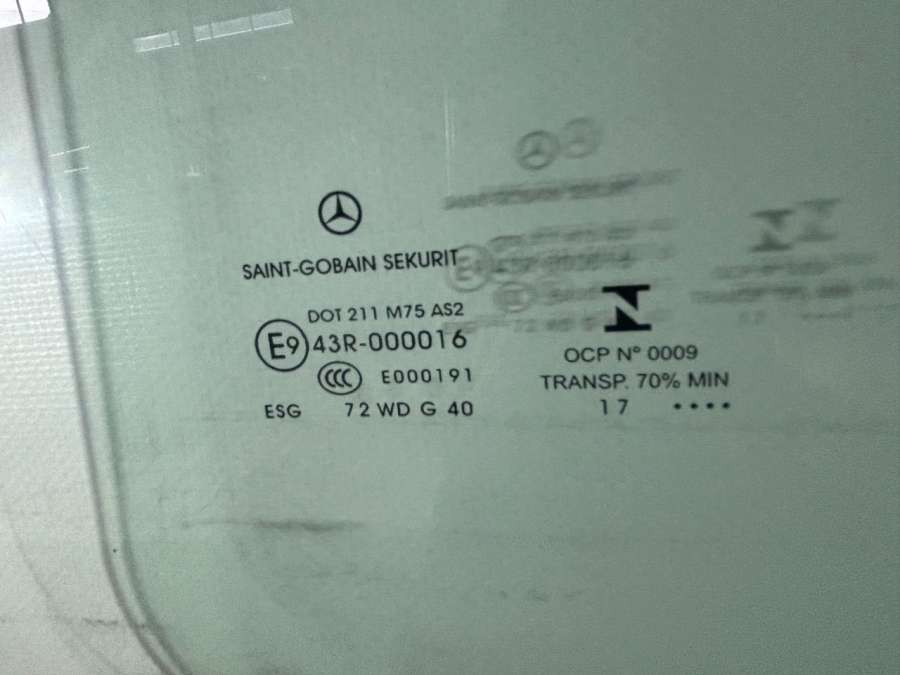 SAINT-GOBAIN SEKURIT
DOT 211 M75 AS2
E9 43R-000016
CCC E000191
ESG 72 WD G 40
N
OCP Nº 0009
TRANSP. 70% MIN
17 ••••